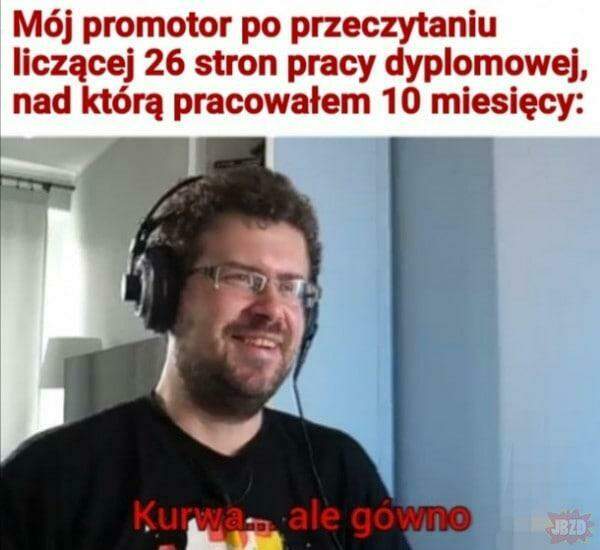 Mój promotor po przeczytaniu
liczącej 26 stron pracy dyplomowej,
nad którą pracowałem 10 miesięcy:
Kurwa... ale gówno
JBZD